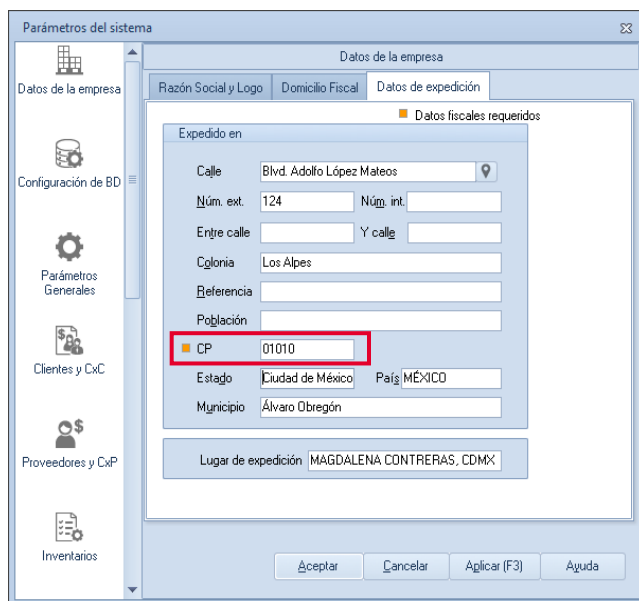 Parámetros del sistema
Datos de la empresa
Datos de la empresa
Razón Social y Logo Domicilio Fiscal Datos de expedición
Datos fiscales requeridos
Expedido en
Calle Blvd. Adolfo López Mateos
Configuración de BD
Núm. ext. 124 Núm. int.
Entre calle Y calle
Colonia Los Alpes
Parámetros
Generales
Referencia
Población
CP 01010
Clientes y CxC
Estado Ciudad de México País MÉXICO
Municipio Álvaro Obregón
Proveedores y CxP
Lugar de expedición MAGDALENA CONTRERAS, CDMX
Inventarios
Aceptar Cancelar Aplicar (F3) Ayuda